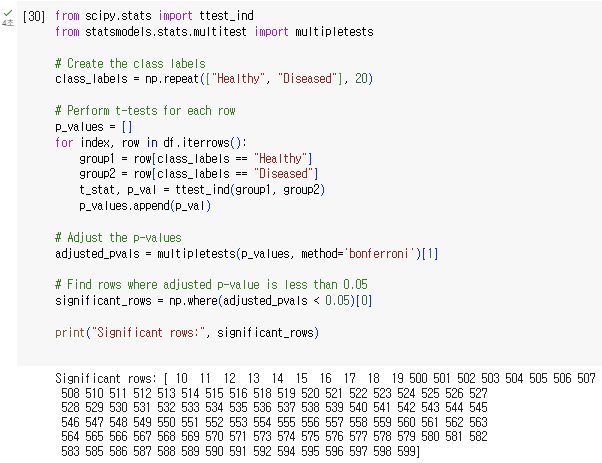 [30] from scipy.stats import ttest_ind
4초 from statsmodels.stats.multitest import multipletests
# Create the class labels
class_labels = np.repeat(["Healthy", "Diseased"], 20)
# Perform t-tests for each row
p_values = []
for index, row in df.iterrows():
    group1 = row[class_labels == "Healthy"]
    group2 = row[class_labels == "Diseased"]
    t_stat, p_val = ttest_ind(group1, group2)
    p_values.append(p_val)
# Adjust the p-values
adjusted_pvals = multipletests(p_values, method='bonferroni')[1]
# Find rows where adjusted p-value is less than 0.05
significant_rows = np.where(adjusted_pvals < 0.05)[0]
print("Significant rows:", significant_rows)
Significant rows: [ 10  11  12  13  14  15  16  17  18  19 500 501 502 503 504 505 506 507
 508 510 511 512 513 514 515 516 518 519 520 521 522 523 524 525 526 527
 528 529 530 531 532 533 534 535 536 537 538 539 540 541 542 543 544 545
 546 547 548 549 550 551 552 553 554 555 556 557 558 559 560 561 562 563
 564 565 566 567 568 569 570 571 573 574 575 576 577 578 579 580 581 582
 583 585 586 587 588 589 590 591 592 594 595 596 597 598 599]